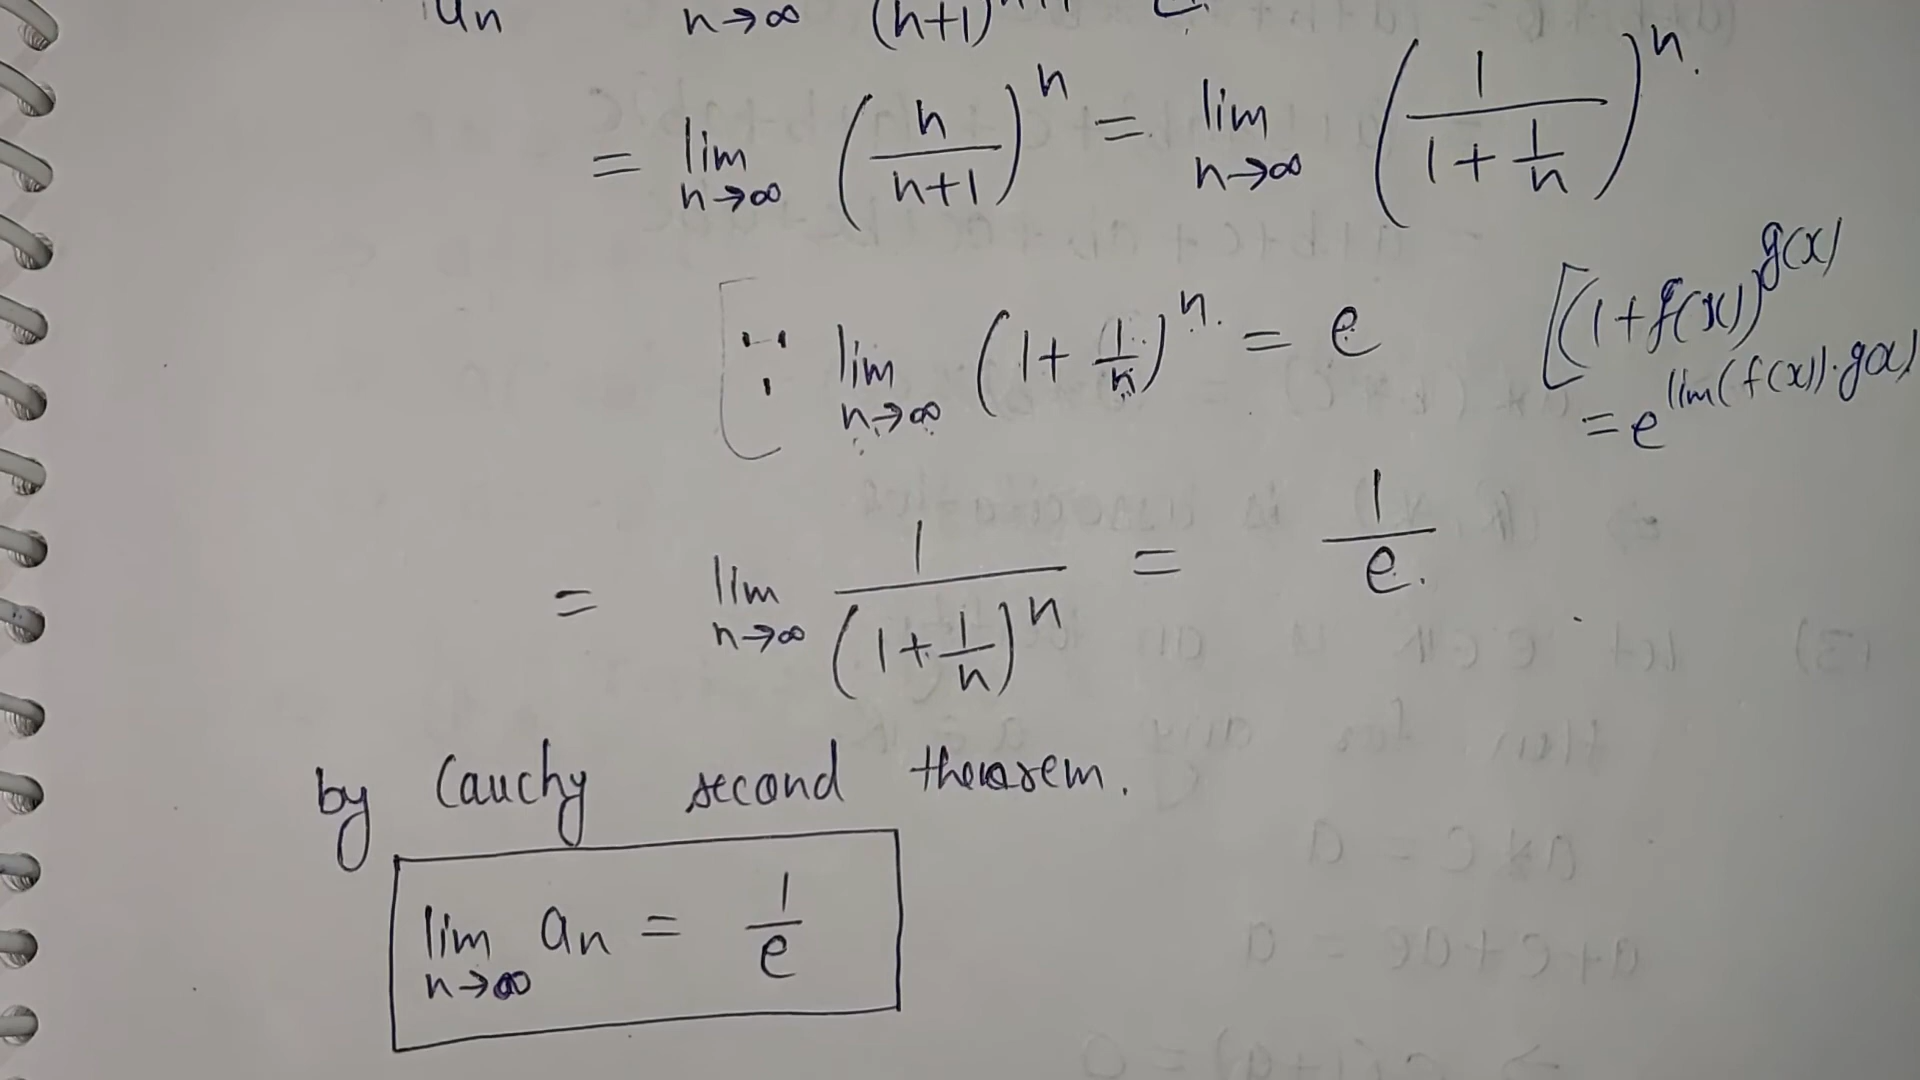 n→∞ (n+1)
= lim n→∞ (n/(n+1))^n = lim n→∞ (1/(1+1/n))^n.
[∵ lim n→∞ (1+1/n)^n. = e [(1+f(x))^g(x)
= e^lim(f(x)).g(x)
= lim n→∞ 1/(1+1/n)^n = 1/e.
by Cauchy second theorem.
lim n→∞ an = 1/e